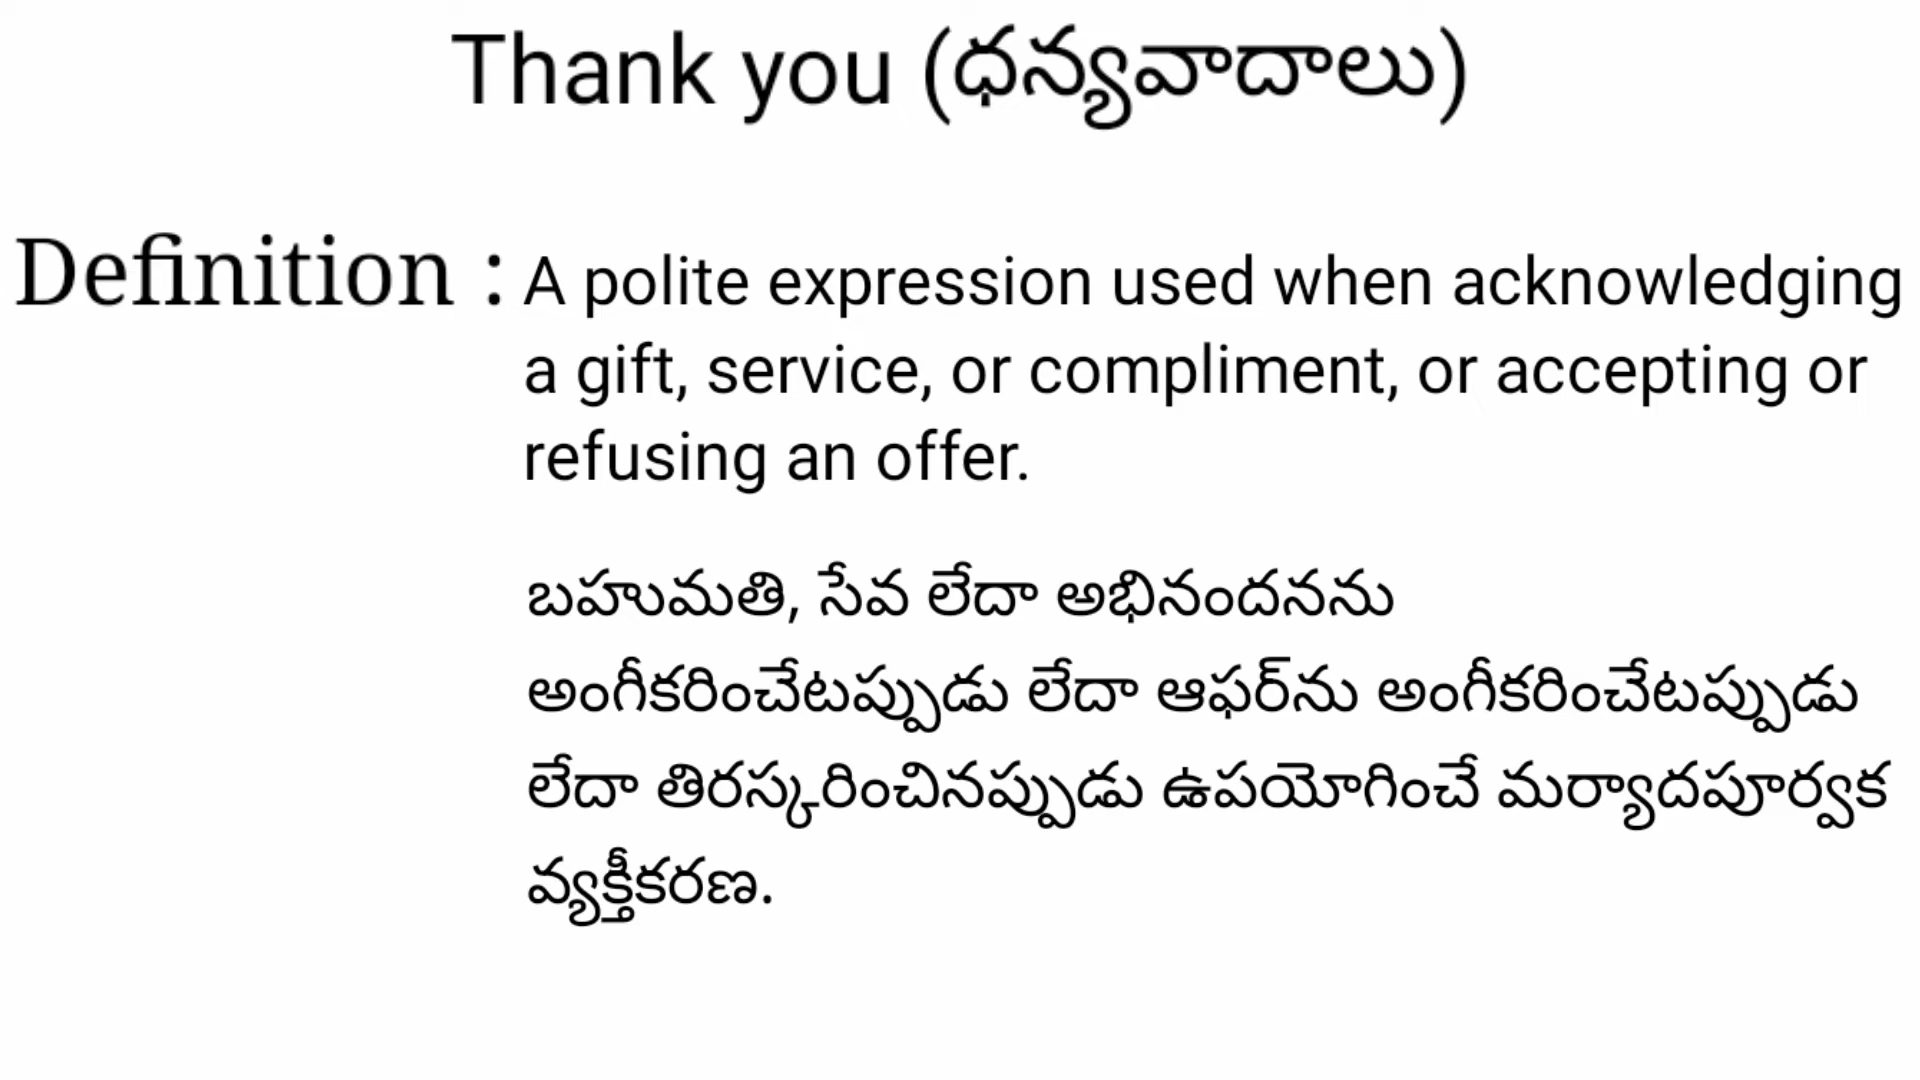 Thank you (ధన్యవాదాలు)
Definition : A polite expression used when acknowledging
a gift, service, or compliment, or accepting or
refusing an offer.
బహుమతి, సేవ లేదా అభినందనను
అంగీకరించేటప్పుడు లేదా ఆఫర్‌ను అంగీకరించేటప్పుడు
లేదా తిరస్కరించినప్పుడు ఉపయోగించే మర్యాదపూర్వక
వ్యక్తీకరణ.